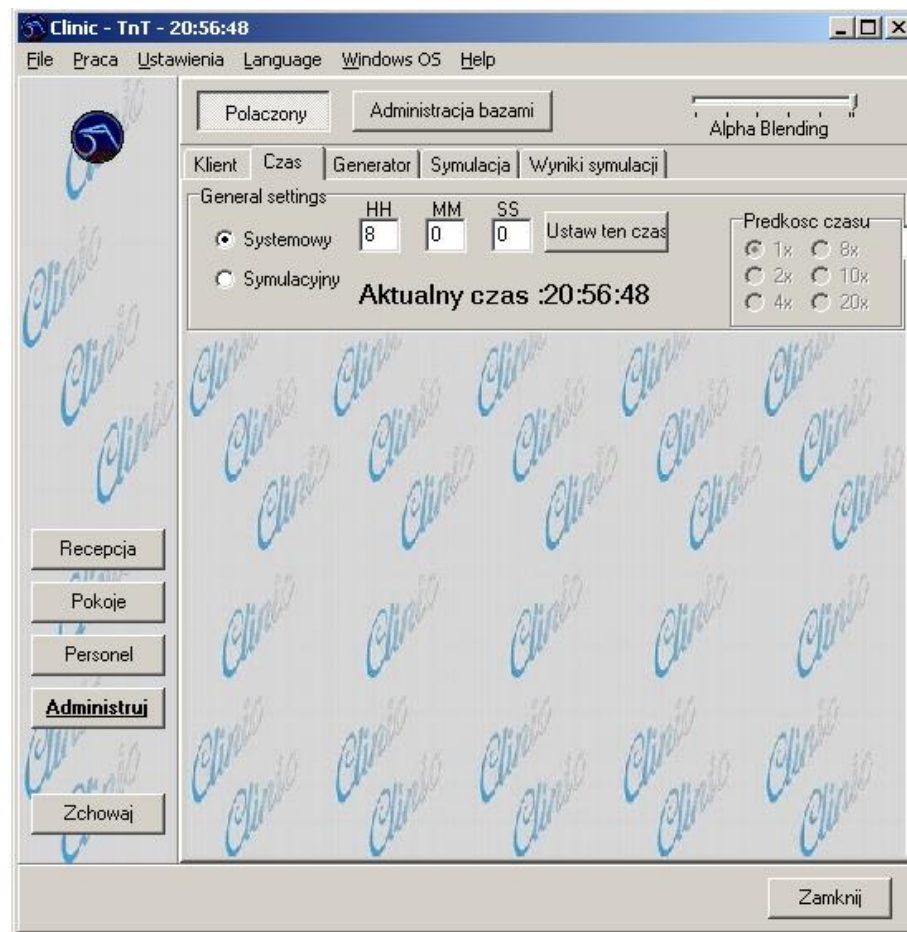 Clinic - TnT - 20:56:48
File Praca Ustawienia Language Windows OS Help
Polaczony Administracja bazami Alpha Blending
Klient Czas Generator Symulacja Wyniki symulacji
General settings
HH MM SS
Systemowy 8 0 0 Ustaw ten czas
Symulacyjny
Aktualny czas :20:56:48
Predkosc czasu
1x 8x
2x 10x
4x 20x
Recepcja
Pokoje
Personel
Administruj
Zchowaj
Zamknij